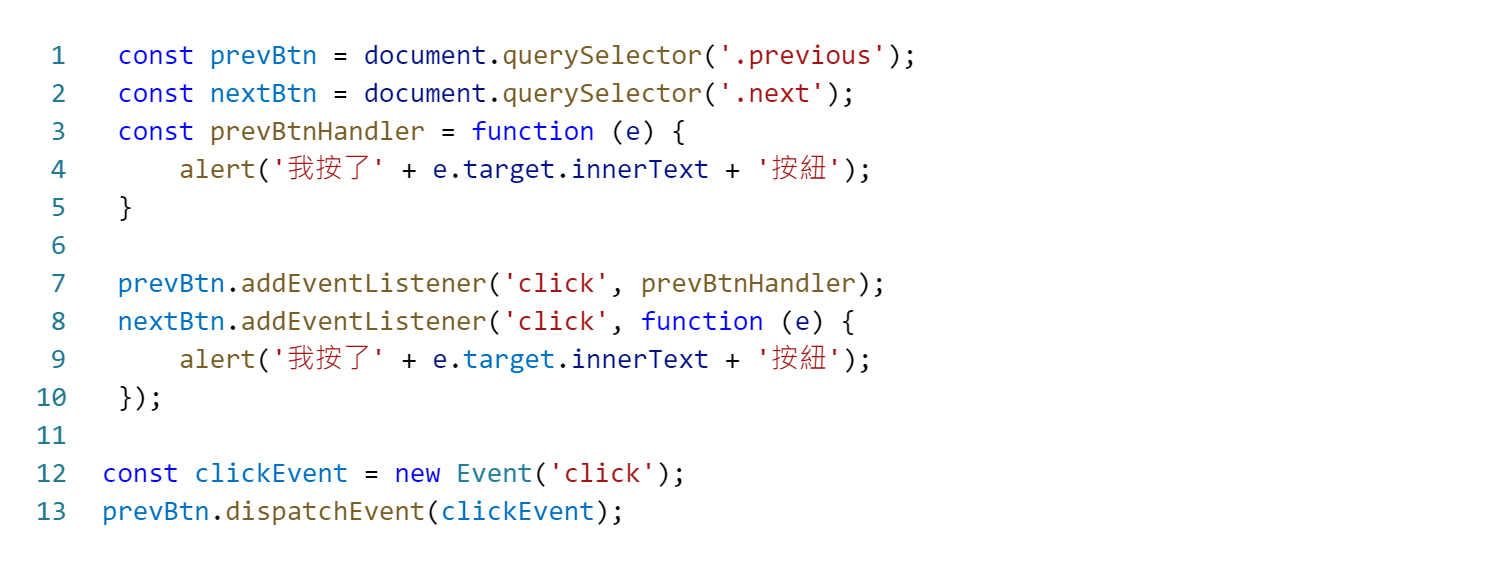 1 const prevBtn = document.querySelector('.previous');
2 const nextBtn = document.querySelector('.next');
3 const prevBtnHandler = function (e) {
4 alert('我按了' + e.target.innerText + '按紐');
5 }
6
7 prevBtn.addEventListener('click', prevBtnHandler);
8 nextBtn.addEventListener('click', function (e) {
9 alert('我按了' + e.target.innerText + '按紐');
10 });
11
12 const clickEvent = new Event('click');
13 prevBtn.dispatchEvent(clickEvent);